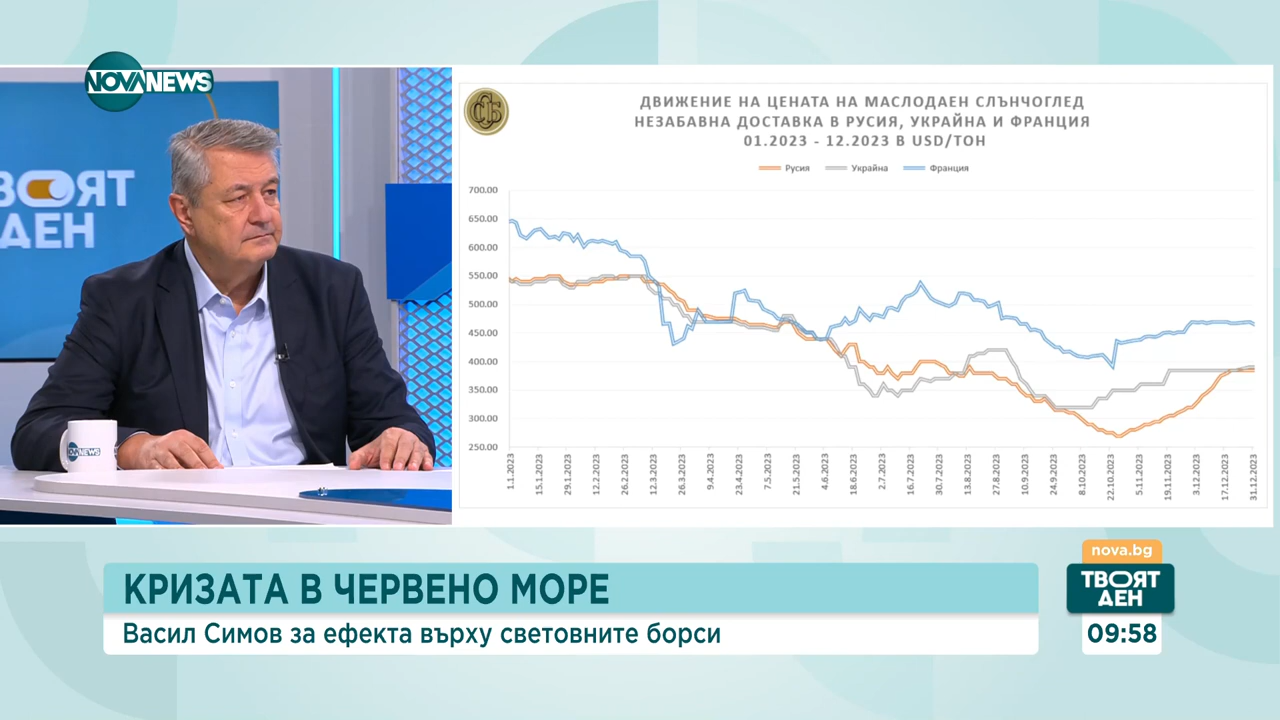 NOVANEWS
ТВОЯТ
ДЕН
NOVANEWS
ДВИЖЕНИЕ НА ЦЕНАТА НА МАСЛОДАЕН СЛЪНЧОГЛЕД
НЕЗАБАВНА ДОСТАВКА В РУСИЯ, УКРАЙНА И ФРАНЦИЯ
01.2023 - 12.2023 В USD/ТОН
Русия Украйна Франция
700.00
650.00
600.00
550.00
500.00
450.00
400.00
350.00
300.00
250.00
1.1.2023 15.1.2023 29.1.2023 12.2.2023 26.2.2023 12.3.2023 26.3.2023 9.4.2023 23.4.2023 7.5.2023 21.5.2023 4.6.2023 18.6.2023 2.7.2023 16.7.2023 30.7.2023 13.8.2023 27.8.2023 10.9.2023 24.9.2023 8.10.2023 22.10.2023 5.11.2023 19.11.2023 3.12.2023 17.12.2023 31.12.2023
КРИЗАТА В ЧЕРВЕНО МОРЕ
Васил Симов за ефекта върху световните борси
nova.bg
ТВОЯТ
ДЕН
09:58